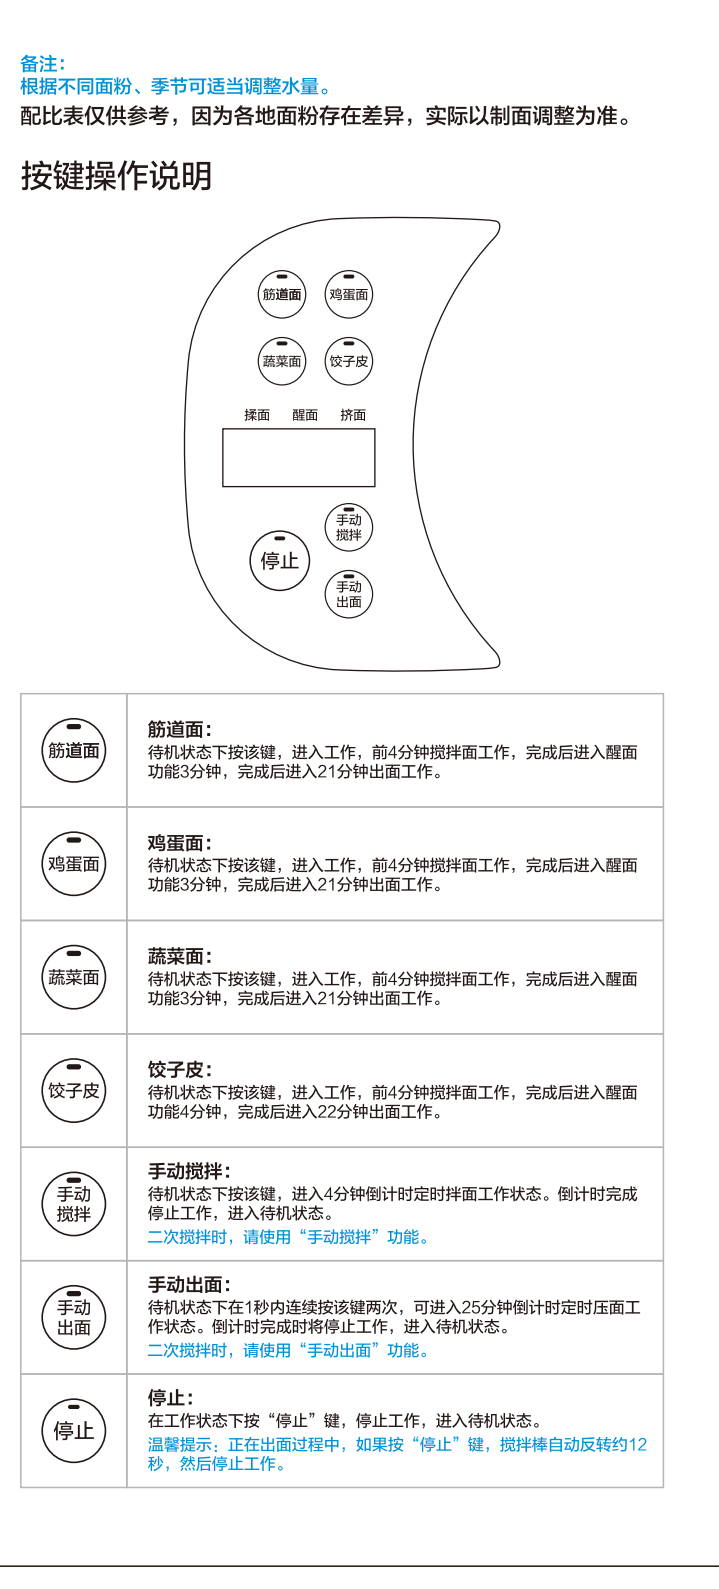 备注：
根据不同面粉、季节可适当调整水量。
配比表仅供参考，因为各地面粉存在差异，实际以制面调整为准。
按键操作说明
筋道面
鸡蛋面
蔬菜面
饺子皮
揉面 醒面 挤面
手动
搅拌
停止
手动
出面
筋道面
筋道面：
待机状态下按该键，进入工作，前4分钟搅拌面工作，完成后进入醒面
功能3分钟，完成后进入21分钟出面工作。
鸡蛋面
鸡蛋面：
待机状态下按该键，进入工作，前4分钟搅拌面工作，完成后进入醒面
功能3分钟，完成后进入21分钟出面工作。
蔬菜面
蔬菜面：
待机状态下按该键，进入工作，前4分钟搅拌面工作，完成后进入醒面
功能3分钟，完成后进入21分钟出面工作。
饺子皮
饺子皮：
待机状态下按该键，进入工作，前4分钟搅拌面工作，完成后进入醒面
功能4分钟，完成后进入22分钟出面工作。
手动
搅拌
手动搅拌：
待机状态下按该键，进入4分钟倒计时定时拌面工作状态。倒计时完成
停止工作，进入待机状态。
二次搅拌时，请使用“手动搅拌”功能。
手动
出面
手动出面：
待机状态下在1秒内连续按该键两次，可进入25分钟倒计时定时压面工
作状态。倒计时完成时将停止工作，进入待机状态。
二次搅拌时，请使用“手动出面”功能。
停止
停止：
在工作状态下按“停止”键，停止工作，进入待机状态。
温馨提示：正在出面过程中，如果按“停止”键，搅拌棒自动反转约12
秒，然后停止工作。